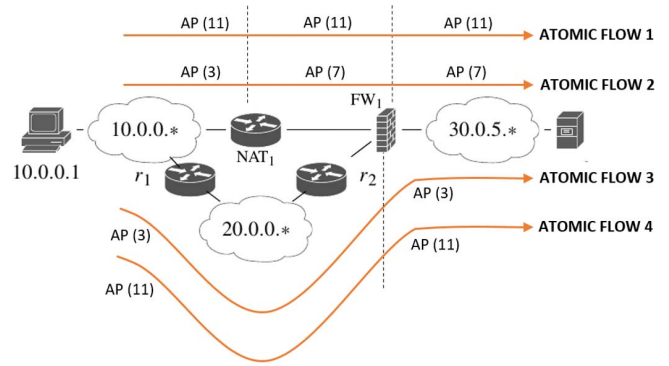 AP (11) AP (11) AP (11) ATOMIC FLOW 1
AP (3) AP (7) AP (7) ATOMIC FLOW 2
FW1
10.0.0.* 30.0.5.*
NAT1
10.0.0.1
r1 r2
AP (3) ATOMIC FLOW 3
20.0.0.*
AP (3) ATOMIC FLOW 4
AP (11)
AP (11)